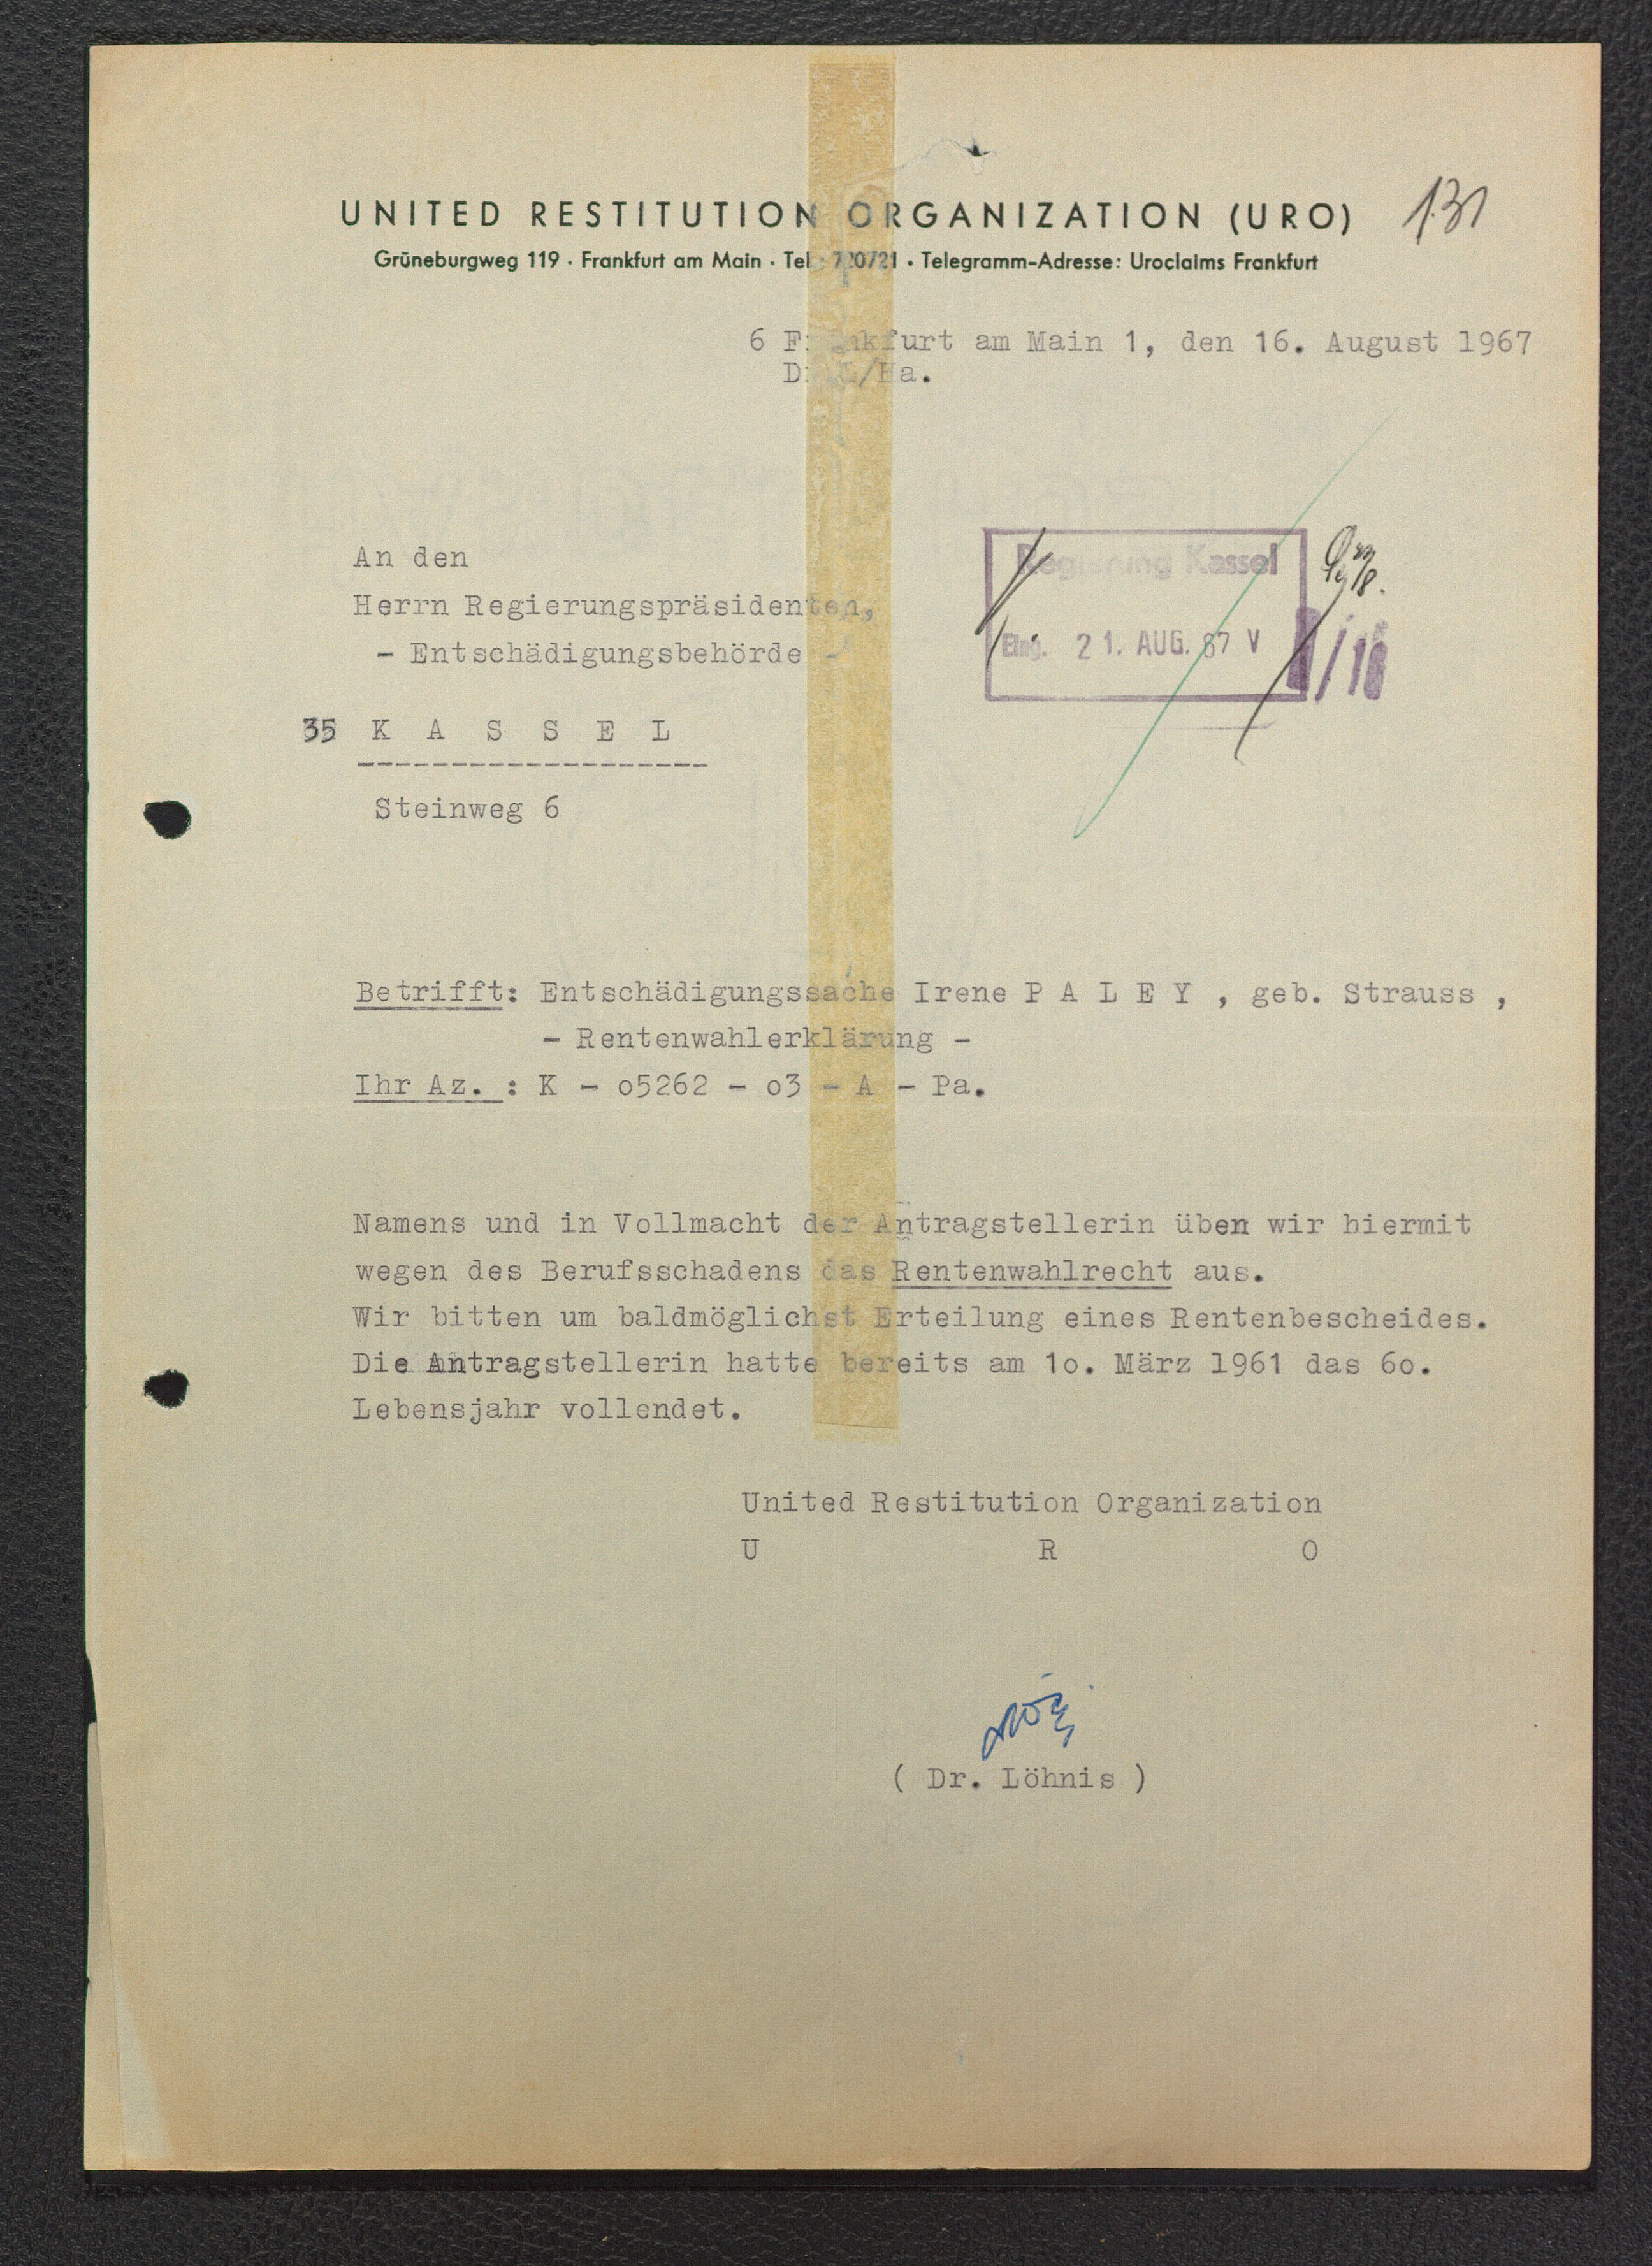 UNITED RESTITUTION ORGANIZATION (URO)
131
Grüneburgweg 119 · Frankfurt am Main · Tel. 720721 · Telegramm-Adresse: Uroclaims Frankfurt
6 Frankfurt am Main 1, den 16. August 1967
Dr.L/Ha.
An den
Herrn Regierungspräsidenten,
- Entschädigungsbehörde -
35 K A S S E L
Steinweg 6
Regierung Kassel
Eing. 21. AUG. 67 V
Betrifft: Entschädigungssache Irene P A L E Y , geb. Strauss ,
- Rentenwahlerklärung -
Ihr Az. : K - o5262 - o3 - A - Pa.
Namens und in Vollmacht der Antragstellerin üben wir hiermit
wegen des Berufsschadens das Rentenwahlrecht aus.
Wir bitten um baldmöglichst Erteilung eines Rentenbescheides.
Die Antragstellerin hatte bereits am 1o. März 1961 das 6o.
Lebensjahr vollendet.
United Restitution Organization
U R O
( Dr. Löhnis )